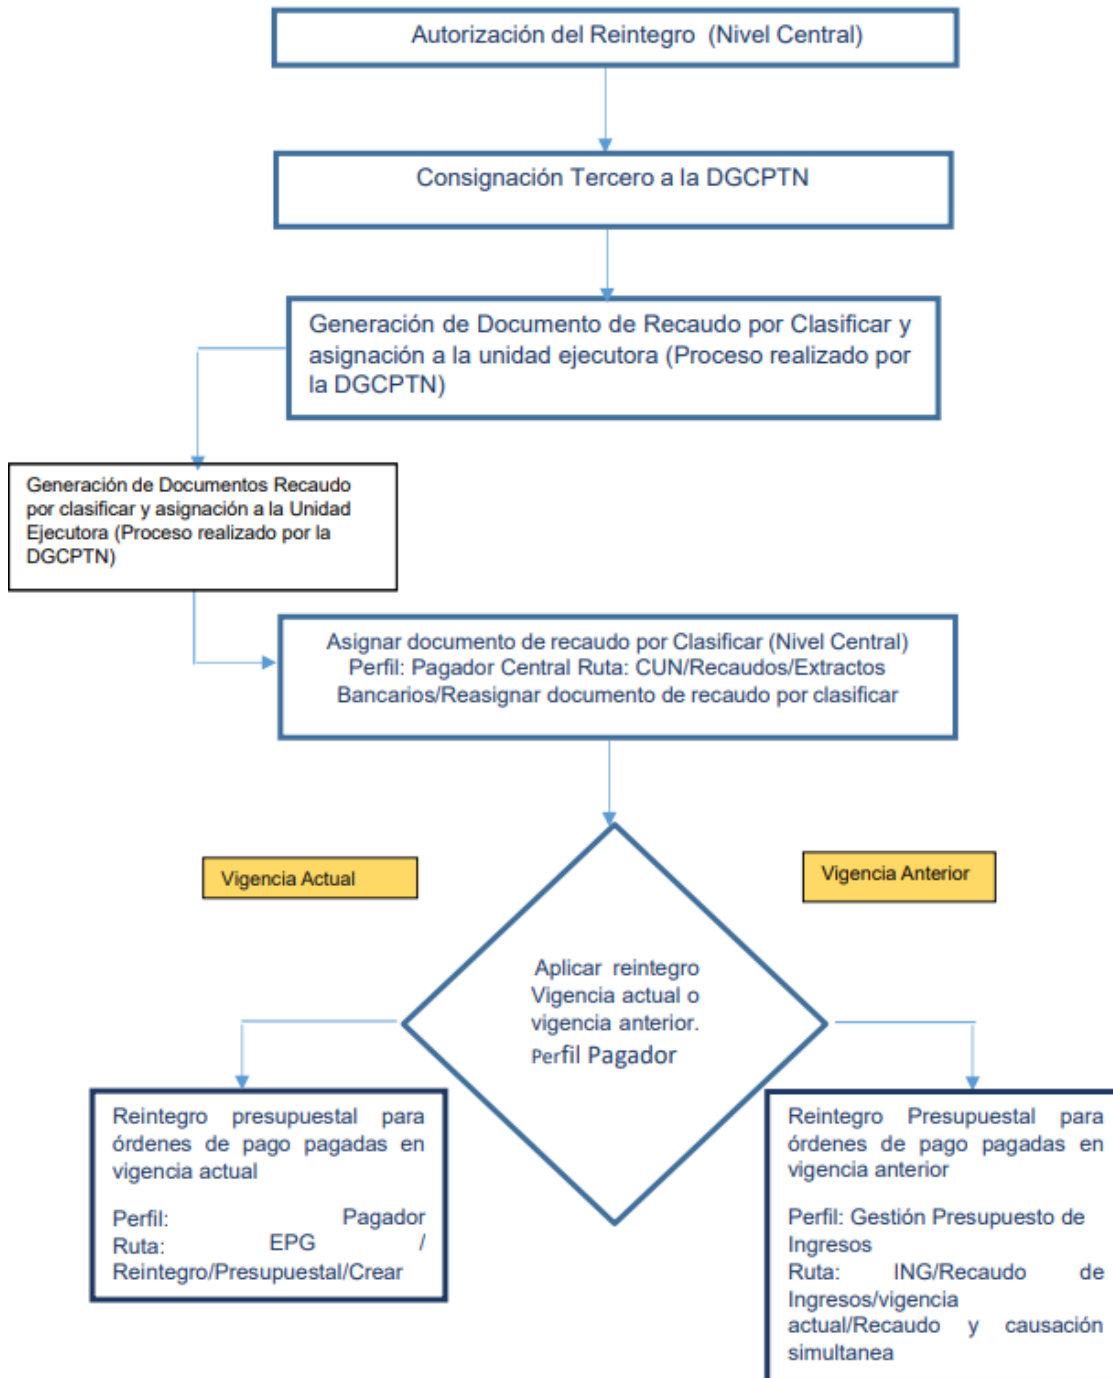 Autorización del Reintegro (Nivel Central)
Consignación Tercero a la DGCPTN
Generación de Documento de Recaudo por Clasificar y
asignación a la unidad ejecutora (Proceso realizado por
la DGCPTN)
Generación de Documentos Recaudo
por clasificar y asignación a la Unidad
Ejecutora (Proceso realizado por la
DGCPTN)
Asignar documento de recaudo por Clasificar (Nivel Central)
Perfil: Pagador Central Ruta: CUN/Recaudos/Extractos
Bancarios/Reasignar documento de recaudo por clasificar
Vigencia Actual
Vigencia Anterior
Aplicar reintegro
Vigencia actual o
vigencia anterior.
Perfil Pagador
Reintegro presupuestal para
órdenes de pago pagadas en
vigencia actual
Perfil: Pagador
Ruta: EPG /
Reintegro/Presupuestal/Crear
Reintegro Presupuestal para
órdenes de pago pagadas en
vigencia anterior
Perfil: Gestión Presupuesto de
Ingresos
Ruta: ING/Recaudo de
Ingresos/vigencia
actual/Recaudo y causación
simultanea